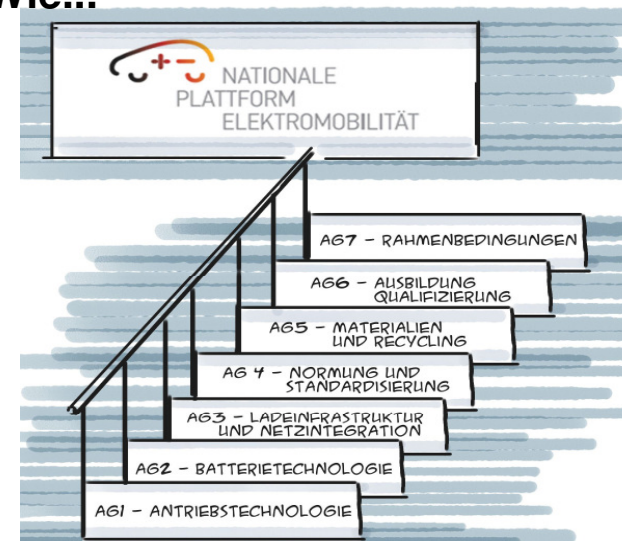 wie...
NATIONALE
PLATTFORM
ELEKTROMOBILITÄT
AG7 - RAHMENBEDINGUNGEN
AG6 - AUSBILDUNG
QUALIFIZIERUNG
AG5 - MATERIALIEN
UND RECYCLING
AG 4 - NORMUNG UND
STANDARDISIERUNG
AG3 - LADEINFRASTRUKTUR
UND NETZINTEGRATION
AG2 - BATTERIETECHNOLOGIE
AG1 - ANTRIEBSTECHNOLOGIE